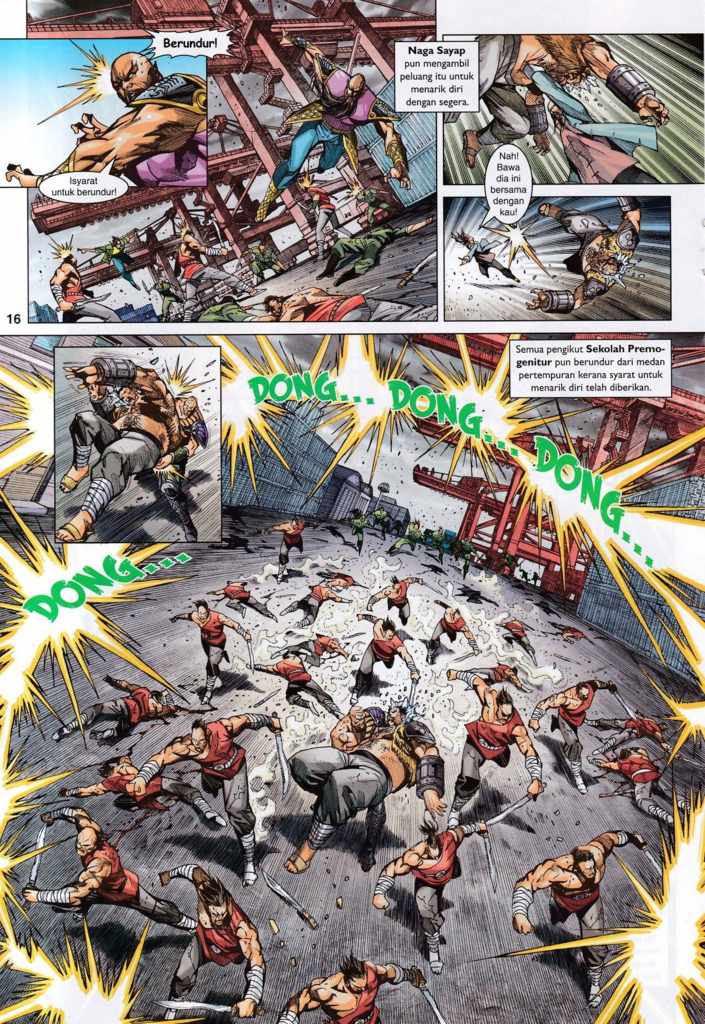 Berundur!
Isyarat
untuk berundur!
Naga Sayap
pun mengambil
peluang itu untuk
menarik diri
dengan segera.
Nah!
Bawa
dia ini
bersama
dengan
kau!
16
Semua pengikut Sekolah Premo-
genitur pun berundur dari medan
pertempuran kerana syarat untuk
menarik diri telah diberikan.
DONG... DONG... DONG...
DONG...